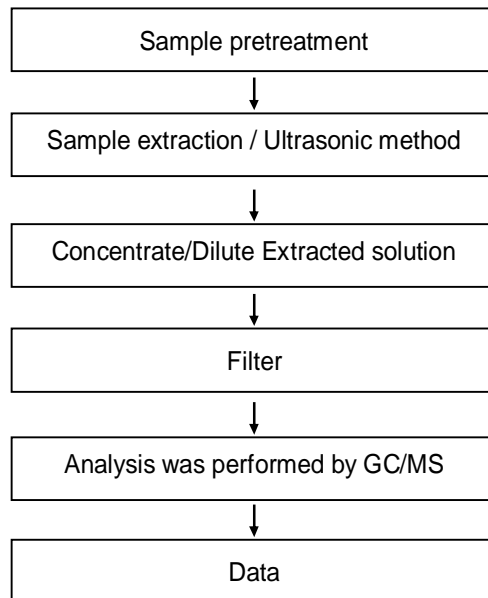 Sample pretreatment
Sample extraction / Ultrasonic method
Concentrate/Dilute Extracted solution
Filter
Analysis was performed by GC/MS
Data